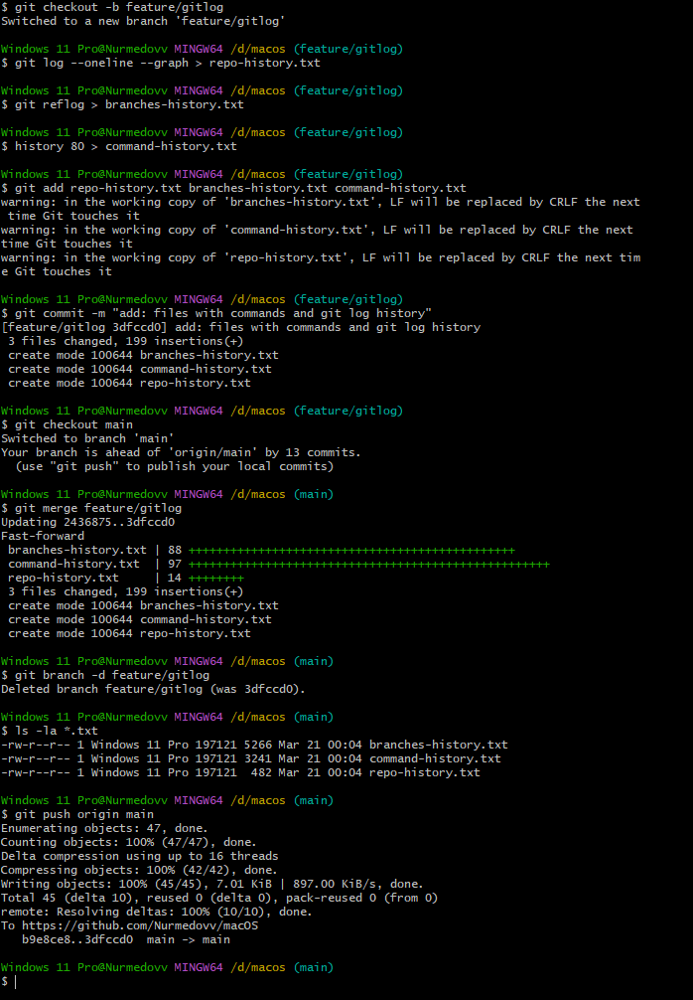 $ git checkout -b feature/gitlog
Switched to a new branch 'feature/gitlog'
Windows 11 Pro@Nurmedovv MINGW64 /d/macos (feature/gitlog)
$ git log --oneline --graph > repo-history.txt
Windows 11 Pro@Nurmedovv MINGW64 /d/macos (feature/gitlog)
$ git reflog > branches-history.txt
Windows 11 Pro@Nurmedovv MINGW64 /d/macos (feature/gitlog)
$ history 80 > command-history.txt
Windows 11 Pro@Nurmedovv MINGW64 /d/macos (feature/gitlog)
$ git add repo-history.txt branches-history.txt command-history.txt
warning: in the working copy of 'branches-history.txt', LF will be replaced by CRLF the next
 time Git touches it
warning: in the working copy of 'command-history.txt', LF will be replaced by CRLF the next
time Git touches it
warning: in the working copy of 'repo-history.txt', LF will be replaced by CRLF the next tim
e Git touches it
Windows 11 Pro@Nurmedovv MINGW64 /d/macos (feature/gitlog)
$ git commit -m "add: files with commands and git log history"
[feature/gitlog 3dfccd0] add: files with commands and git log history
 3 files changed, 199 insertions(+)
 create mode 100644 branches-history.txt
 create mode 100644 command-history.txt
 create mode 100644 repo-history.txt
Windows 11 Pro@Nurmedovv MINGW64 /d/macos (feature/gitlog)
$ git checkout main
Switched to branch 'main'
Your branch is ahead of 'origin/main' by 13 commits.
  (use "git push" to publish your local commits)
Windows 11 Pro@Nurmedovv MINGW64 /d/macos (main)
$ git merge feature/gitlog
Updating 2436875..3dfccd0
Fast-forward
 branches-history.txt | 88 +++++++++++++++++++++++++++++++++++++++++++++++
 command-history.txt  | 97 ++++++++++++++++++++++++++++++++++++++++++++++++++++
 repo-history.txt     | 14 ++++++++
 3 files changed, 199 insertions(+)
 create mode 100644 branches-history.txt
 create mode 100644 command-history.txt
 create mode 100644 repo-history.txt
Windows 11 Pro@Nurmedovv MINGW64 /d/macos (main)
$ git branch -d feature/gitlog
Deleted branch feature/gitlog (was 3dfccd0).
Windows 11 Pro@Nurmedovv MINGW64 /d/macos (main)
$ ls -la *.txt
-rw-r--r-- 1 Windows 11 Pro 197121 5266 Mar 21 00:04 branches-history.txt
-rw-r--r-- 1 Windows 11 Pro 197121 3241 Mar 21 00:04 command-history.txt
-rw-r--r-- 1 Windows 11 Pro 197121  482 Mar 21 00:04 repo-history.txt
Windows 11 Pro@Nurmedovv MINGW64 /d/macos (main)
$ git push origin main
Enumerating objects: 47, done.
Counting objects: 100% (47/47), done.
Delta compression using up to 16 threads
Compressing objects: 100% (42/42), done.
Writing objects: 100% (45/45), 7.01 KiB | 897.00 KiB/s, done.
Total 45 (delta 10), reused 0 (delta 0), pack-reused 0 (from 0)
remote: Resolving deltas: 100% (10/10), done.
To https://github.com/Nurmedovv/macOS
   b9e8ce8..3dfccd0  main -> main
Windows 11 Pro@Nurmedovv MINGW64 /d/macos (main)
$